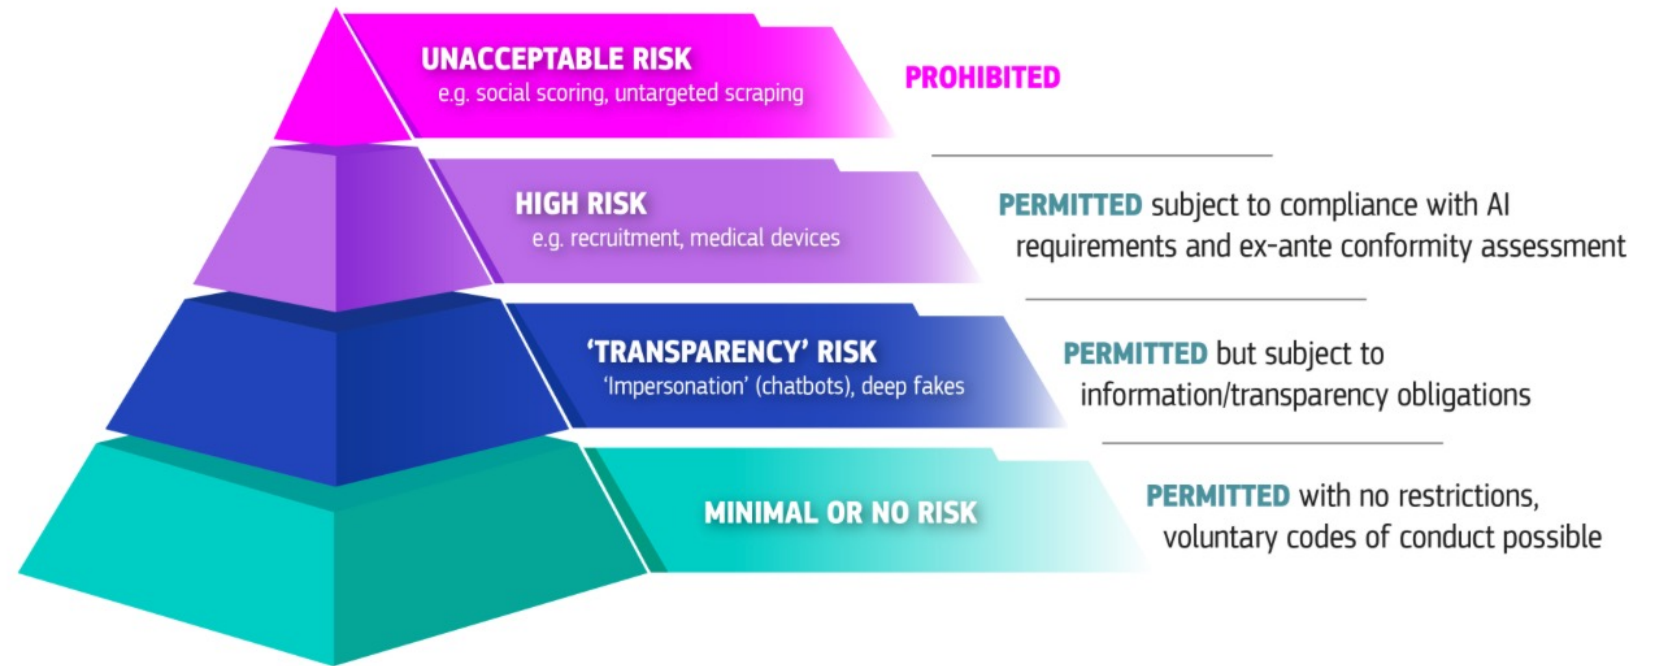 UNACCEPTABLE RISK
e.g. social scoring, untargeted scraping
PROHIBITED
HIGH RISK
e.g. recruitment, medical devices
PERMITTED subject to compliance with AI
requirements and ex-ante conformity assessment
‘TRANSPARENCY’ RISK
‘Impersonation’ (chatbots), deep fakes
PERMITTED but subject to
information/transparency obligations
MINIMAL OR NO RISK
PERMITTED with no restrictions,
voluntary codes of conduct possible